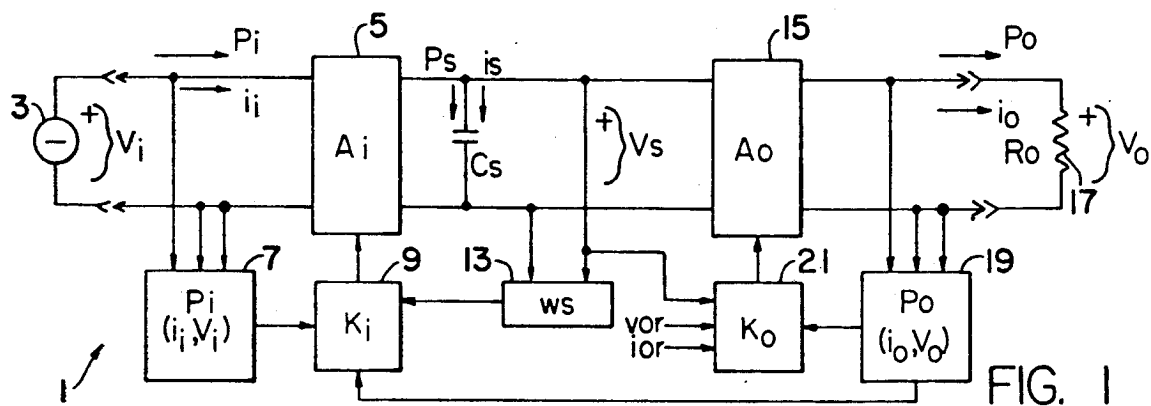 Pi
5
Ps
is
15
Po
ii
io
3
+
Vi
Ai
Cs
+
Vs
Ao
Ro
+
Vo
17
7
9
13
21
19
Pi
(ii,Vi)
Ki
ws
vor
ior
Ko
Po
(io,Vo)
1
FIG. 1